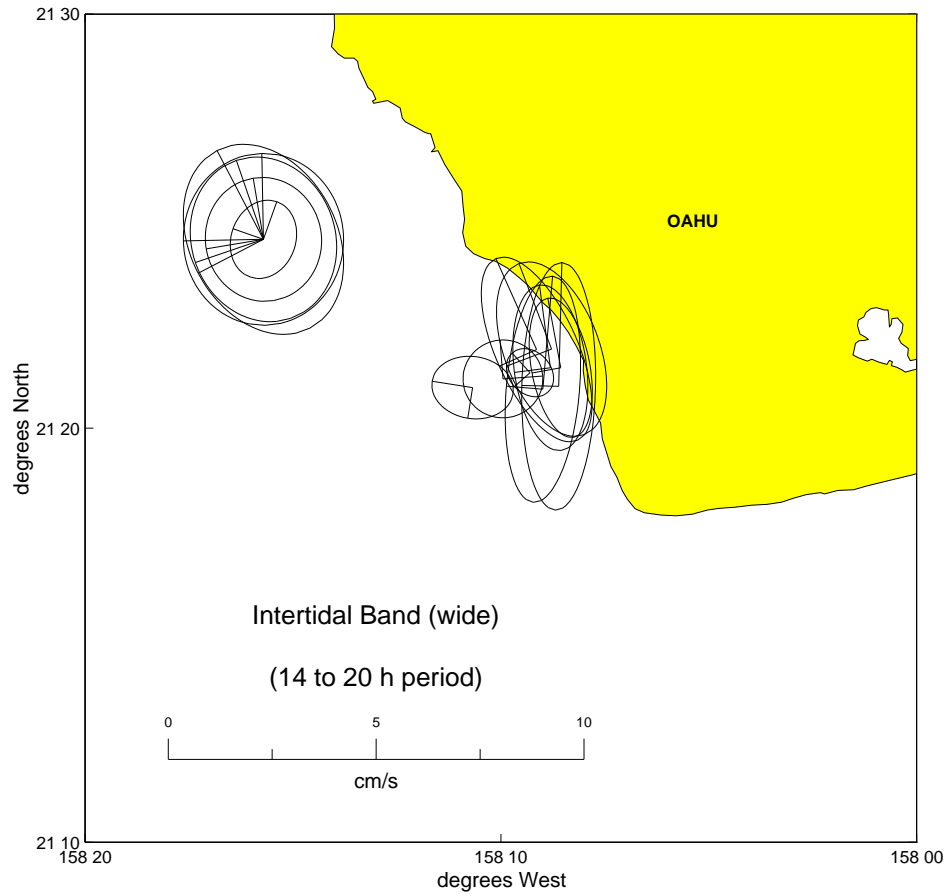 21 30
OAHU
degrees North
21 20
Intertidal Band (wide)
(14 to 20 h period)
0 5 10
cm/s
21 10
158 20 158 10 158 00
degrees West